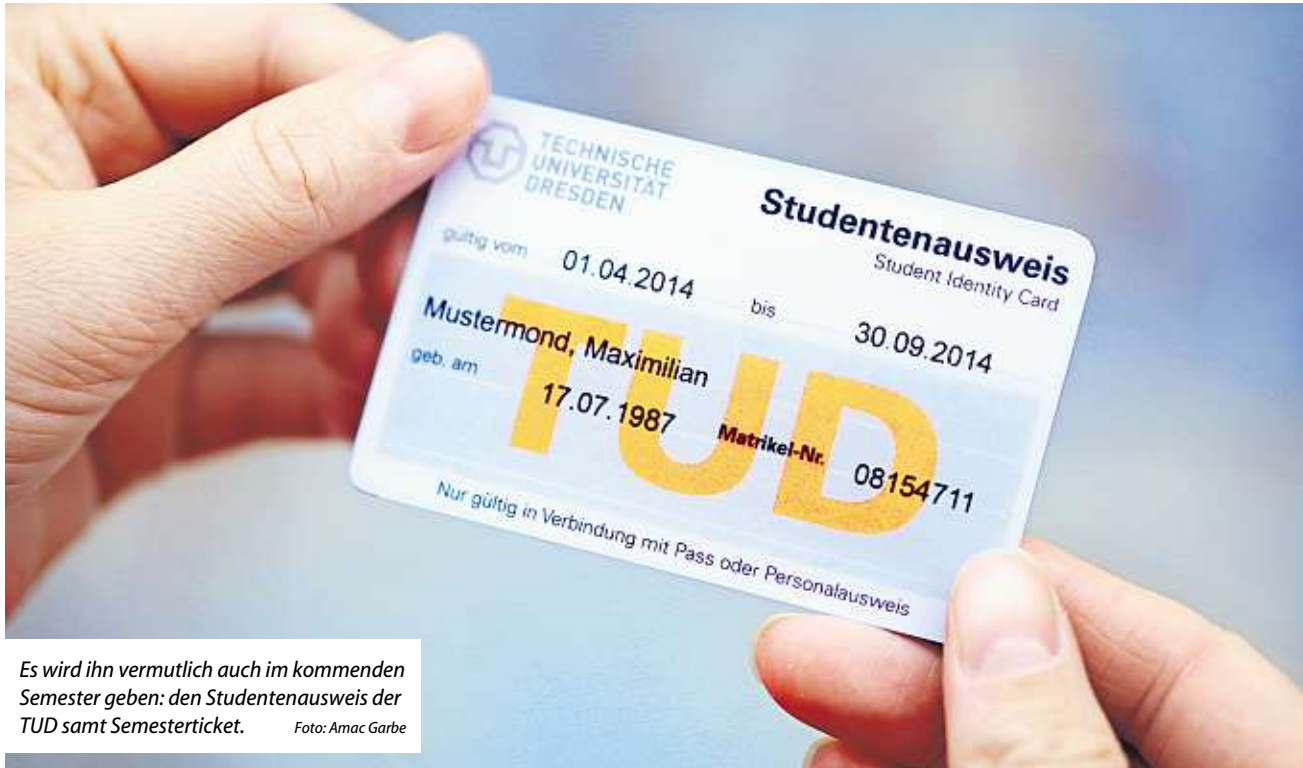 TECHNISCHE
UNIVERSITÄT
DRESDEN
Studentenausweis
Student Identity Card
gültig vom 01.04.2014 bis 30.09.2014
Mustermond, Maximilian
geb. am 17.07.1987 Matrikel-Nr. 08154711
TUD
Nur gültig in Verbindung mit Pass oder Personalausweis
Es wird ihn vermutlich auch im kommenden
Semester geben: den Studentenausweis der
TUD samt Semesterticket. Foto: Amac Garbe